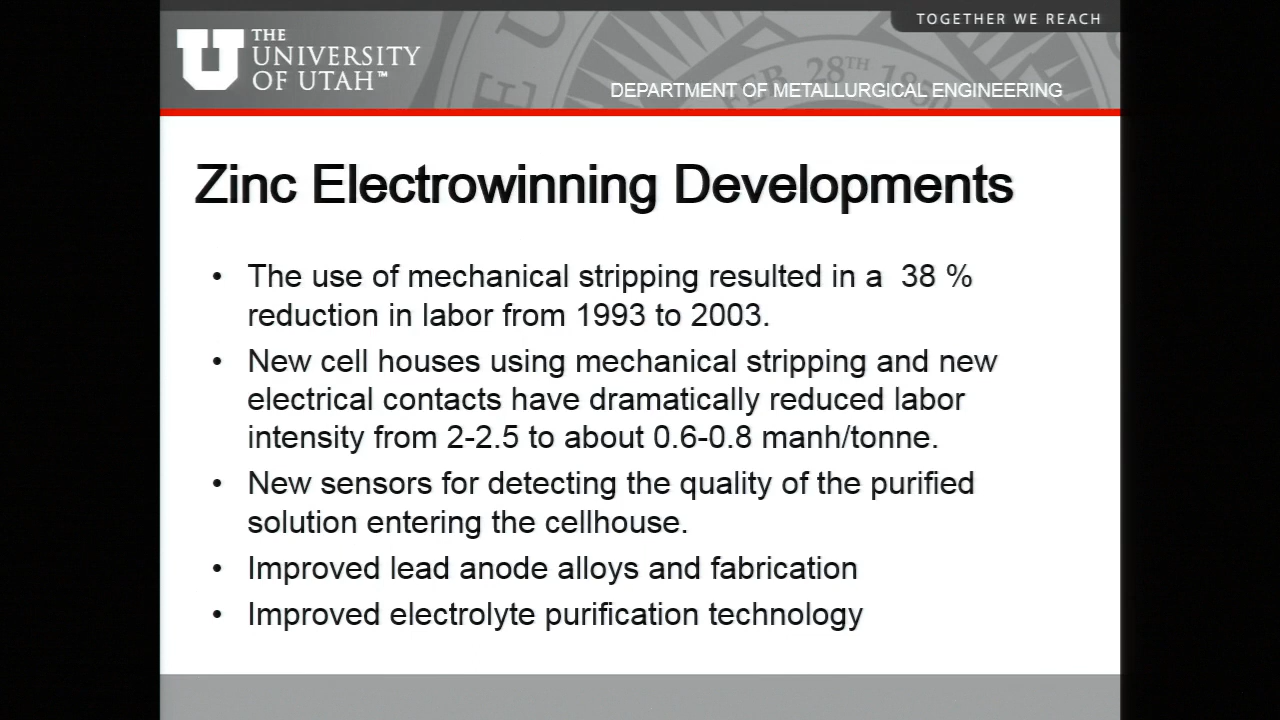 TOGETHER WE REACH
THE
UNIVERSITY
OF UTAH™
FEB 28TH 1850
DEPARTMENT OF METALLURGICAL ENGINEERING
Zinc Electrowinning Developments
• The use of mechanical stripping resulted in a 38 %
reduction in labor from 1993 to 2003.
• New cell houses using mechanical stripping and new
electrical contacts have dramatically reduced labor
intensity from 2-2.5 to about 0.6-0.8 manh/tonne.
• New sensors for detecting the quality of the purified
solution entering the cellhouse.
• Improved lead anode alloys and fabrication
• Improved electrolyte purification technology